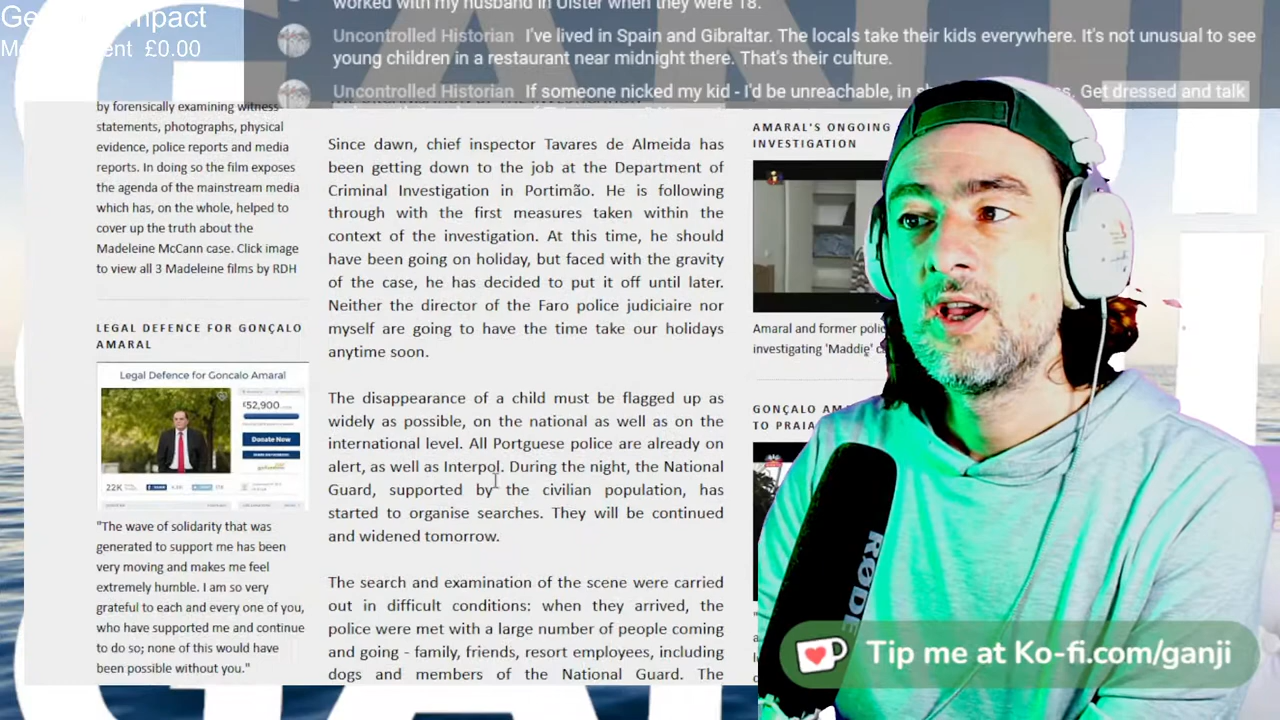 Ge
mpact
M
ent £0.00
worked with my husband in Ulster when they were 18.
Uncontrolled Historian I've lived in Spain and Gibraltar. The locals take their kids everywhere. It's not unusual to see
young children in a restaurant near midnight there. That's their culture.
Uncontrolled Historian If someone nicked my kid - I'd be unreachable, in Get dressed and talk
by forensically examining witness
statements, photographs, physical
evidence, police reports and media
reports. In doing so the film exposes
the agenda of the mainstream media
which has, on the whole, helped to
cover up the truth about the
Madeleine McCann case. Click image
to view all 3 Madeleine films by RDH
LEGAL DEFENCE FOR GONÇALO
AMARAL
Legal Defence for Goncalo Amaral
£52,900
Donate Now
22K
"The wave of solidarity that was
generated to support me has been
very moving and makes me feel
extremely humble. I am so very
grateful to each and every one of you,
who have supported me and continue
to do so; none of this would have
been possible without you."
Since dawn, chief inspector Tavares de Almeida has
been getting down to the job at the Department of
Criminal Investigation in Portimão. He is following
through with the first measures taken within the
context of the investigation. At this time, he should
have been going on holiday, but faced with the gravity
of the case, he has decided to put it off until later.
Neither the director of the Faro police judiciaire nor
myself are going to have the time take our holidays
anytime soon.
The disappearance of a child must be flagged up as
widely as possible, on the national as well as on the
international level. All Portguese police are already on
alert, as well as Interpol. During the night, the National
Guard, supported by the civilian population, has
started to organise searches. They will be continued
and widened tomorrow.
The search and examination of the scene were carried
out in difficult conditions: when they arrived, the
police were met with a large number of people coming
and going - family, friends, resort employees, including
dogs and members of the National Guard. The
AMARAL'S ONGOING
INVESTIGATION
Amaral and former polic
investigating 'Maddie' c
GONÇALO AM
TO PRAIA
RØDE
Tip me at Ko-fi.com/ganji